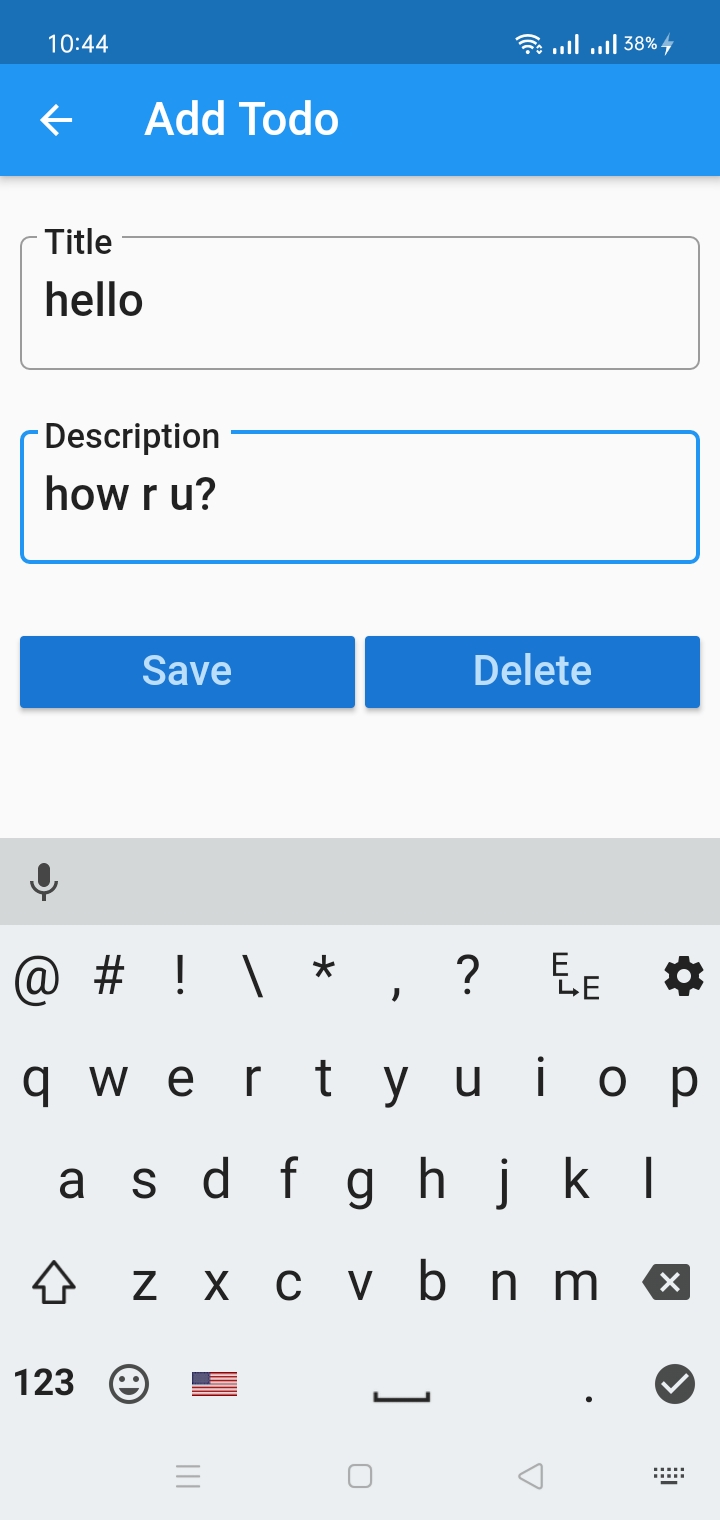 10:44 38%
Add Todo
Title
hello
Description
how r u?
Save Delete
@ # ! \ * , ? E E
q w e r t y u i o p
a s d f g h j k l
z x c v b n m
123 .